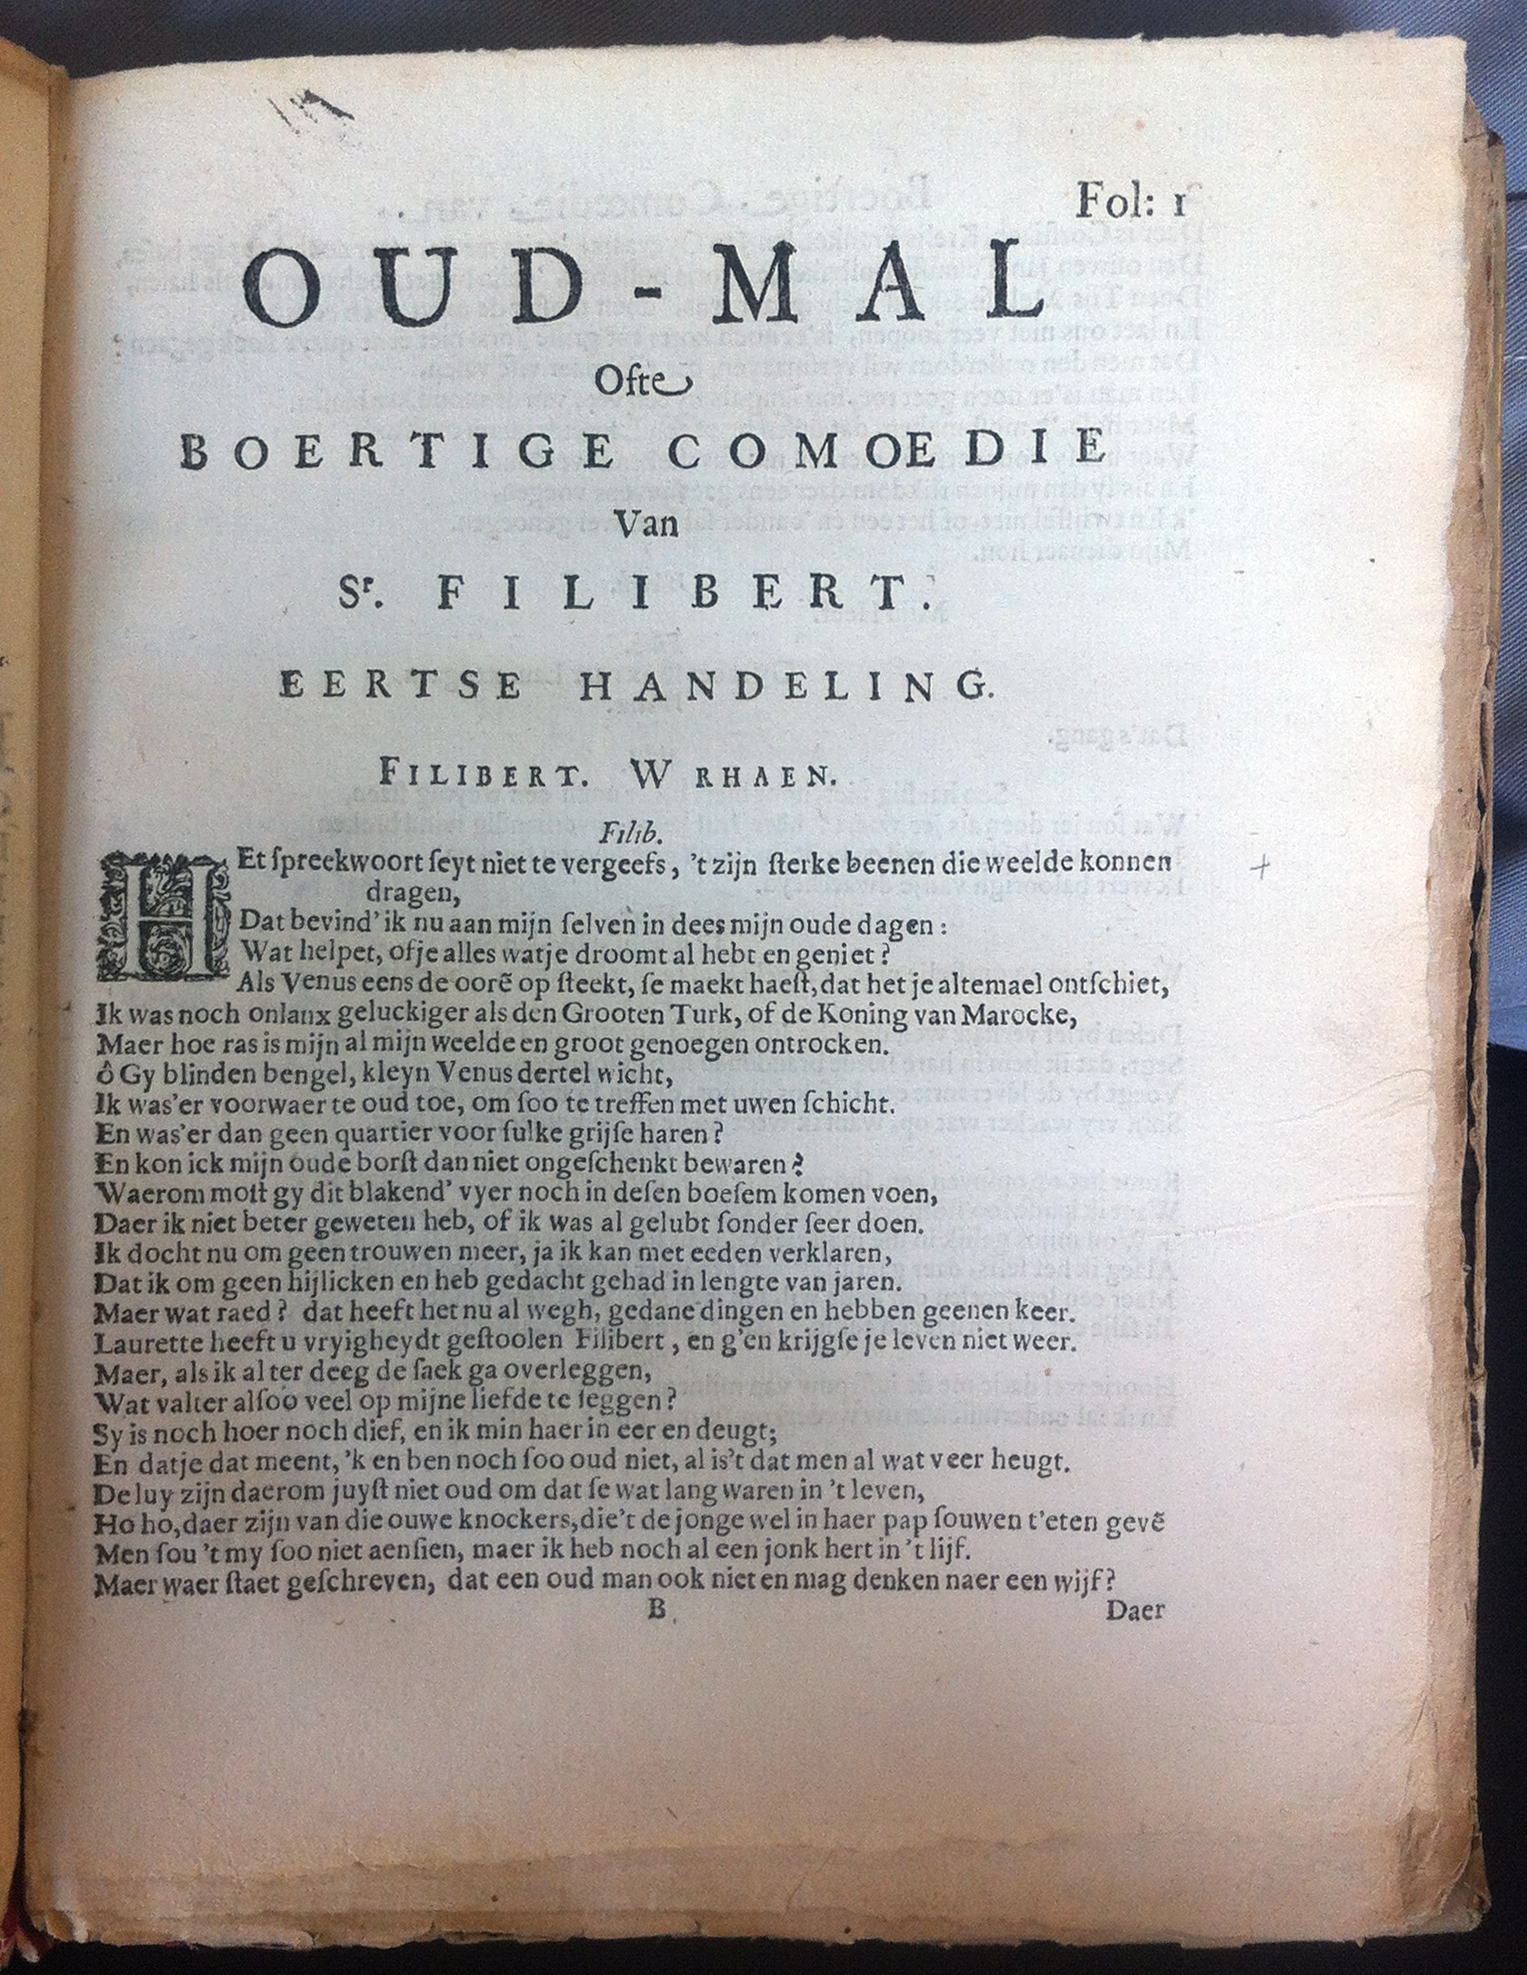 Fol: 1
OUD-MAL
Ofte
BOERTIGE COMOEDIE
Van
Sr. FILIBERT.
EERTSE HANDELING.
FILIBERT. WRHAEN.
Filib.
HEt ſpreekwoort ſeyt niet te vergeefs, 't zijn ſterke beenen die weelde konnen
dragen,
Dat bevind' ik nu aan mijn ſelven in dees mijn oude dagen:
Wat helpet, ofje alles watje droomt al hebt en geniet?
Als Venus eens de oorẽ op ſteekt, ſe maekt haeſt, dat het je altemael ontſchiet,
Ik was noch onlanx geluckiger als den Grooten Turk, of de Koning van Marocke,
Maer hoe ras is mijn al mijn weelde en groot genoegen ontrocken.
ô Gy blinden bengel, kleyn Venus dertel wicht,
Ik was'er voorwaer te oud toe, om ſoo te treffen met uwen ſchicht.
En was'er dan geen quartier voor ſulke grijſe haren?
En kon ick mijn oude borſt dan niet ongeſchenkt bewaren?
Waerom moſt gy dit blakend' vyer noch in deſen boeſem komen voen,
Daer ik niet beter geweten heb, of ik was al gelubt ſonder ſeer doen.
Ik docht nu om geen trouwen meer, ja ik kan met eeden verklaren,
Dat ik om geen hijlicken en heb gedacht gehad in lengte van jaren.
Maer wat raed? dat heeft het nu al wegh, gedane dingen en hebben geenen keer.
Laurette heeft u vryigheydt geſtoolen Filibert, en g'en krijgſe je leven niet weer.
Maer, als ik al ter deeg de ſaek ga overleggen,
Wat valter alſoo veel op mijne liefde te ſeggen?
Sy is noch hoer noch dief, en ik min haer in eer en deugt;
En datje dat meent, 'k en ben noch ſoo oud niet, al is't dat men al wat veer heugt.
De luy zijn daerom juyſt niet oud om dat ſe wat lang waren in 't leven,
Ho ho, daer zijn van die ouwe knockers, die't de jonge wel in haer pap ſouwen t'eten gevẽ
Men ſou 't my ſoo niet aenſien, maer ik heb noch al een jonk hert in 't lijf.
Maer waer ſtaet geſchreven, dat een oud man ook niet en mag denken naer een wijf?
B
Daer